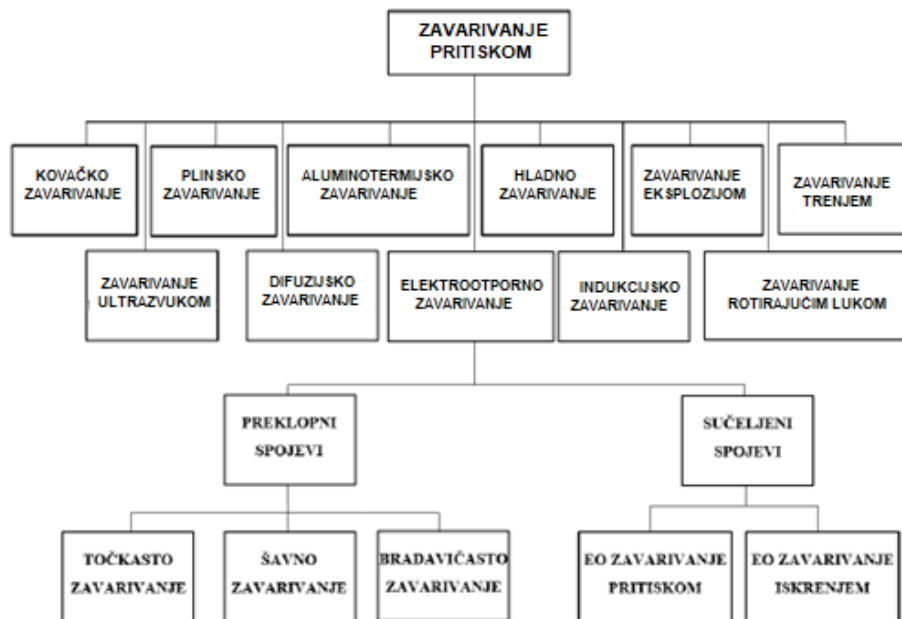 ZAVARIVANJE
PRITISKOM
KOVAČKO
ZAVARIVANJE
PLINSKO
ZAVARIVANJE
ALUMINOTERMIJSKO
ZAVARIVANJE
HLADNO
ZAVARIVANJE
ZAVARIVANJE
EKSPLOZIJOM
ZAVARIVANJE
TRENJEM
ZAVARIVANJE
ULTRAZVUKOM
DIFUZIJSKO
ZAVARIVANJE
ELEKTROOTPORNO
ZAVARIVANJE
INDUKCIJSKO
ZAVARIVANJE
ZAVARIVANJE
ROTIRAJUĆIM LUKOM
PREKLOPNI
SPOJEVI
SUČELJENI
SPOJEVI
TOČKASTO
ZAVARIVANJE
ŠAVNO
ZAVARIVANJE
BRADAVIČASTO
ZAVARIVANJE
EO ZAVARIVANJE
PRITISKOM
EO ZAVARIVANJE
ISKRENJEM